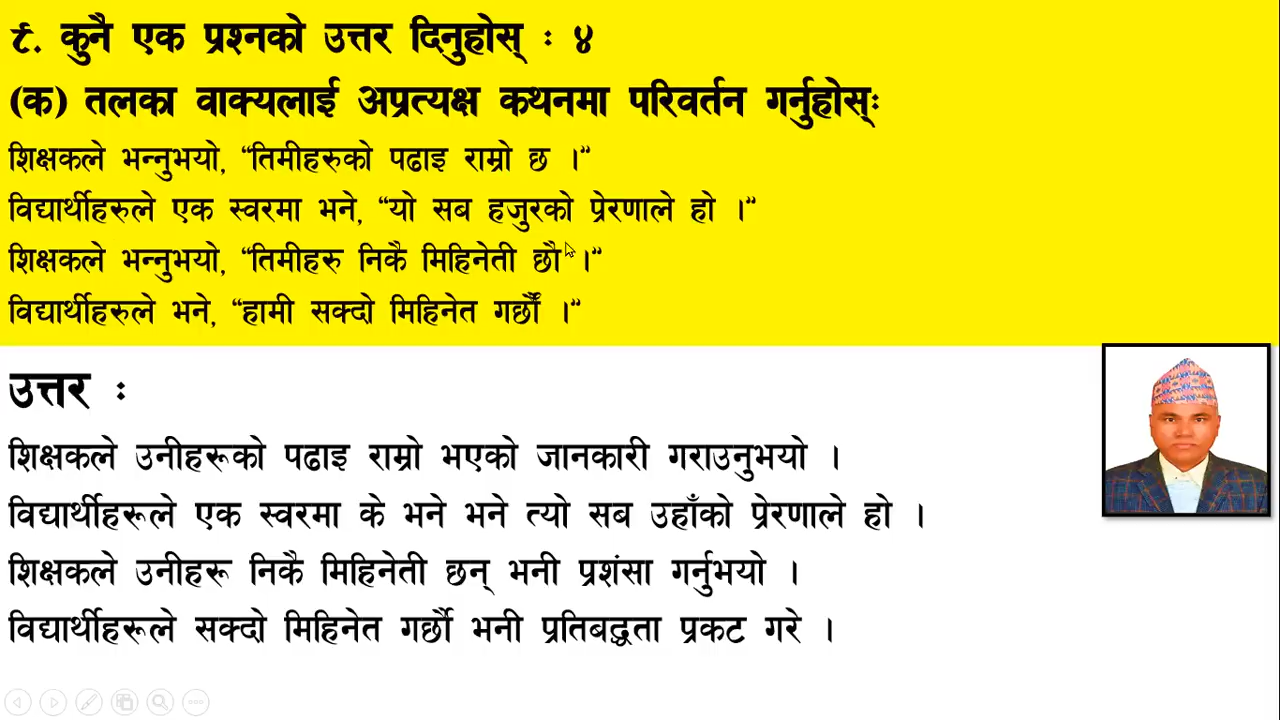 ९. कुनै एक प्रश्नको उत्तर दिनुहोस् : ४
(क) तलका वाक्यलाई अप्रत्यक्ष कथनमा परिवर्तन गर्नुहोस्ः
शिक्षकले भन्नुभयो, “तिमीहरुको पढाइ राम्रो छ ।”
विद्यार्थीहरुले एक स्वरमा भने, “यो सब हजुरको प्रेरणाले हो ।”
शिक्षकले भन्नुभयो, “तिमीहरु निकै मिहिनेती छौ ।”
विद्यार्थीहरुले भने, “हामी सक्दो मिहिनेत गर्छौं ।”
उत्तर ः
शिक्षकले उनीहरूको पढाइ राम्रो भएको जानकारी गराउनुभयो ।
विद्यार्थीहरूले एक स्वरमा के भने भने त्यो सब उहाँको प्रेरणाले हो ।
शिक्षकले उनीहरू निकै मिहिनेती छन् भनी प्रशंसा गर्नुभयो ।
विद्यार्थीहरूले सक्दो मिहिनेत गर्छौं भनी प्रतिबद्धता प्रकट गरे ।